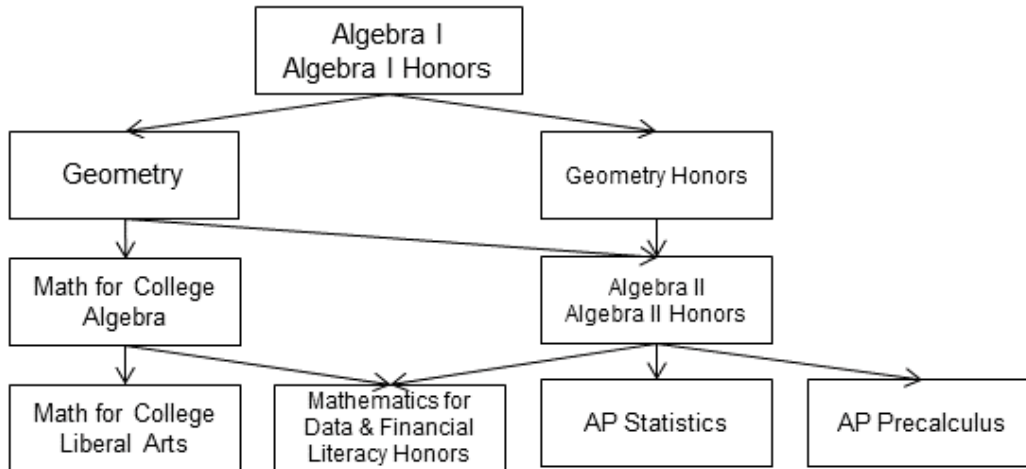 Algebra I
Algebra I Honors
Geometry
Geometry Honors
Math for College
Algebra
Algebra II
Algebra II Honors
Math for College
Liberal Arts
Mathematics for
Data & Financial
Literacy Honors
AP Statistics
AP Precalculus